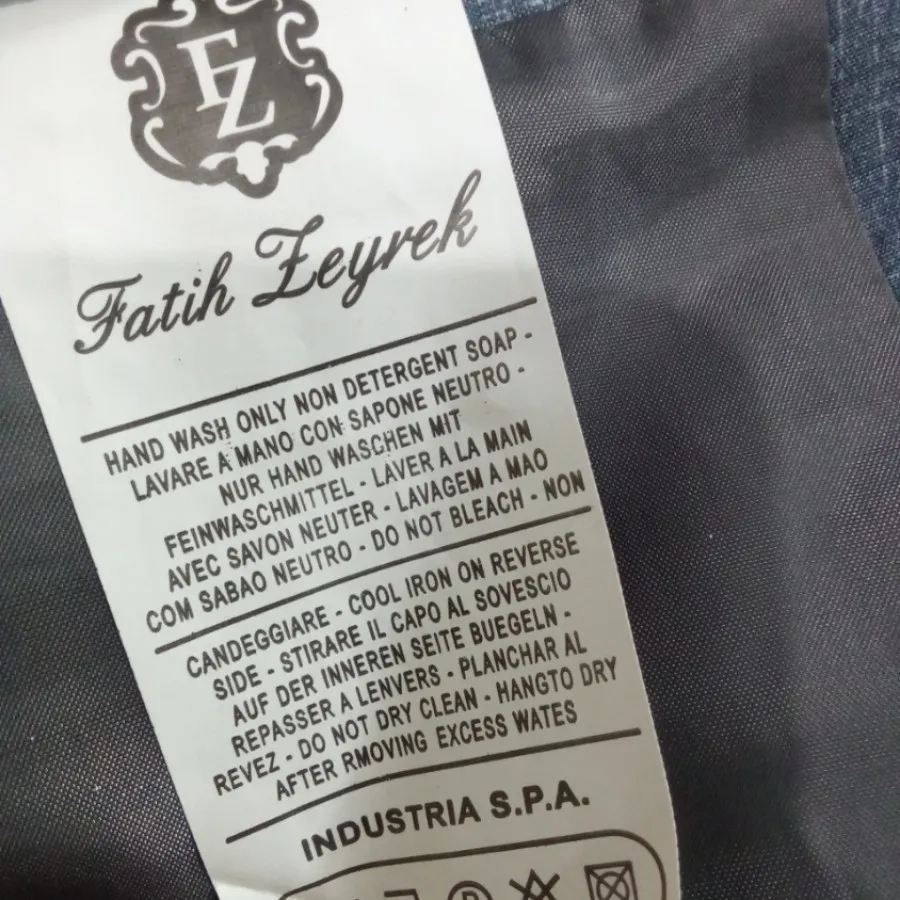 FZ
Fatih Zeyrek
HAND WASH ONLY NON DETERGENT SOAP -
LAVARE A MANO CON SAPONE NEUTRO -
NUR HAND WASCHEN MIT
FEINWASCHMITTEL - LAVER A LA MAIN
AVEC SAVON NEUTER - LAVAGEM A MAO
COM SABAO NEUTRO - DO NOT BLEACH - NON
CANDEGGIARE - COOL IRON ON REVERSE
SIDE - STIRARE IL CAPO AL SOVESCIO
AUF DER INNEREN SEITE BUEGELN -
REPASSER A LENVERS - PLANCHAR AL
REVEZ - DO NOT DRY CLEAN - HANGTO DRY
AFTER RMOVING EXCESS WATES
INDUSTRIA S.P.A.
P